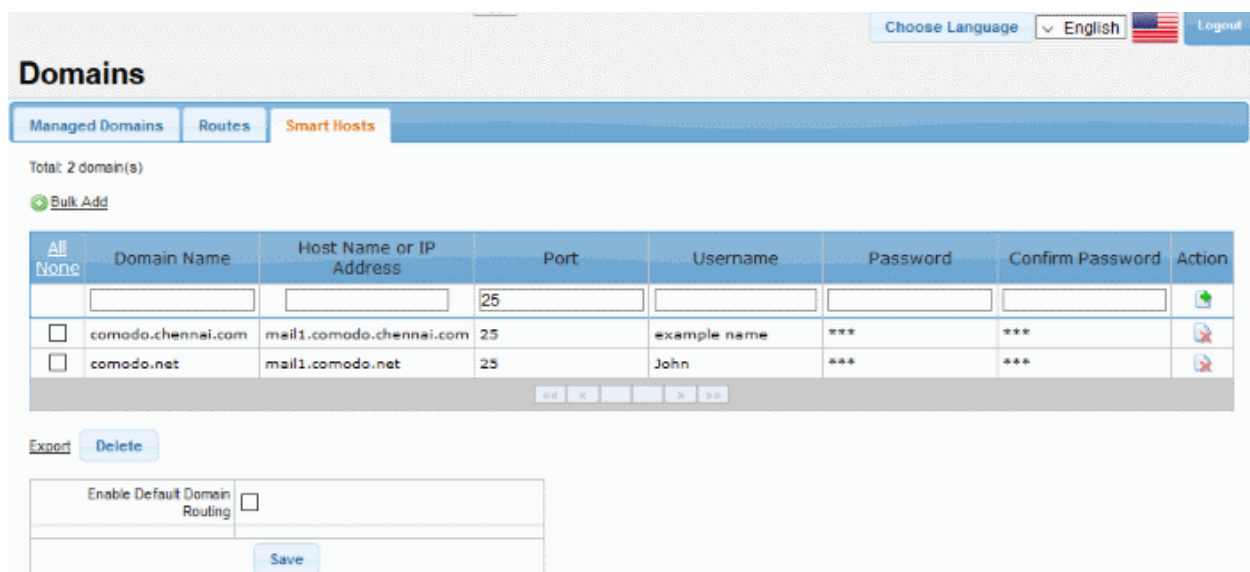 Choose Language English Logout
Domains
Managed Domains Routes Smart Hosts
Total: 2 domain(s)
Bulk Add
All None Domain Name Host Name or IP Address Port Username Password Confirm Password Action
25
comodo.chennai.com mail1.comodo.chennai.com 25 example name *** ***
comodo.net mail1.comodo.net 25 John *** ***
«« « » »»
Export Delete
Enable Default Domain
Routing
Save